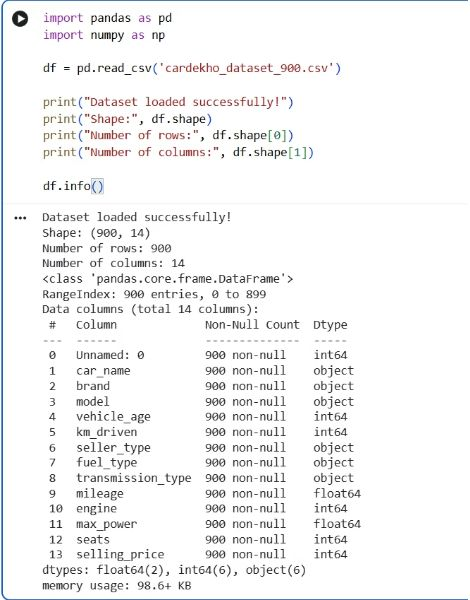 import pandas as pd
import numpy as np
df = pd.read_csv('cardekho_dataset_900.csv')
print("Dataset loaded successfully!")
print("Shape:", df.shape)
print("Number of rows:", df.shape[0])
print("Number of columns:", df.shape[1])
df.info()
... Dataset loaded successfully!
Shape: (900, 14)
Number of rows: 900
Number of columns: 14
<class 'pandas.core.frame.DataFrame'>
RangeIndex: 900 entries, 0 to 899
Data columns (total 14 columns):
 #   Column             Non-Null Count  Dtype
---  ------             --------------  -----
 0   Unnamed: 0         900 non-null    int64
 1   car_name           900 non-null    object
 2   brand              900 non-null    object
 3   model              900 non-null    object
 4   vehicle_age        900 non-null    int64
 5   km_driven          900 non-null    int64
 6   seller_type        900 non-null    object
 7   fuel_type          900 non-null    object
 8   transmission_type  900 non-null    object
 9   mileage            900 non-null    float64
 10  engine             900 non-null    int64
 11  max_power          900 non-null    float64
 12  seats              900 non-null    int64
 13  selling_price      900 non-null    int64
dtypes: float64(2), int64(6), object(6)
memory usage: 98.6+ KB